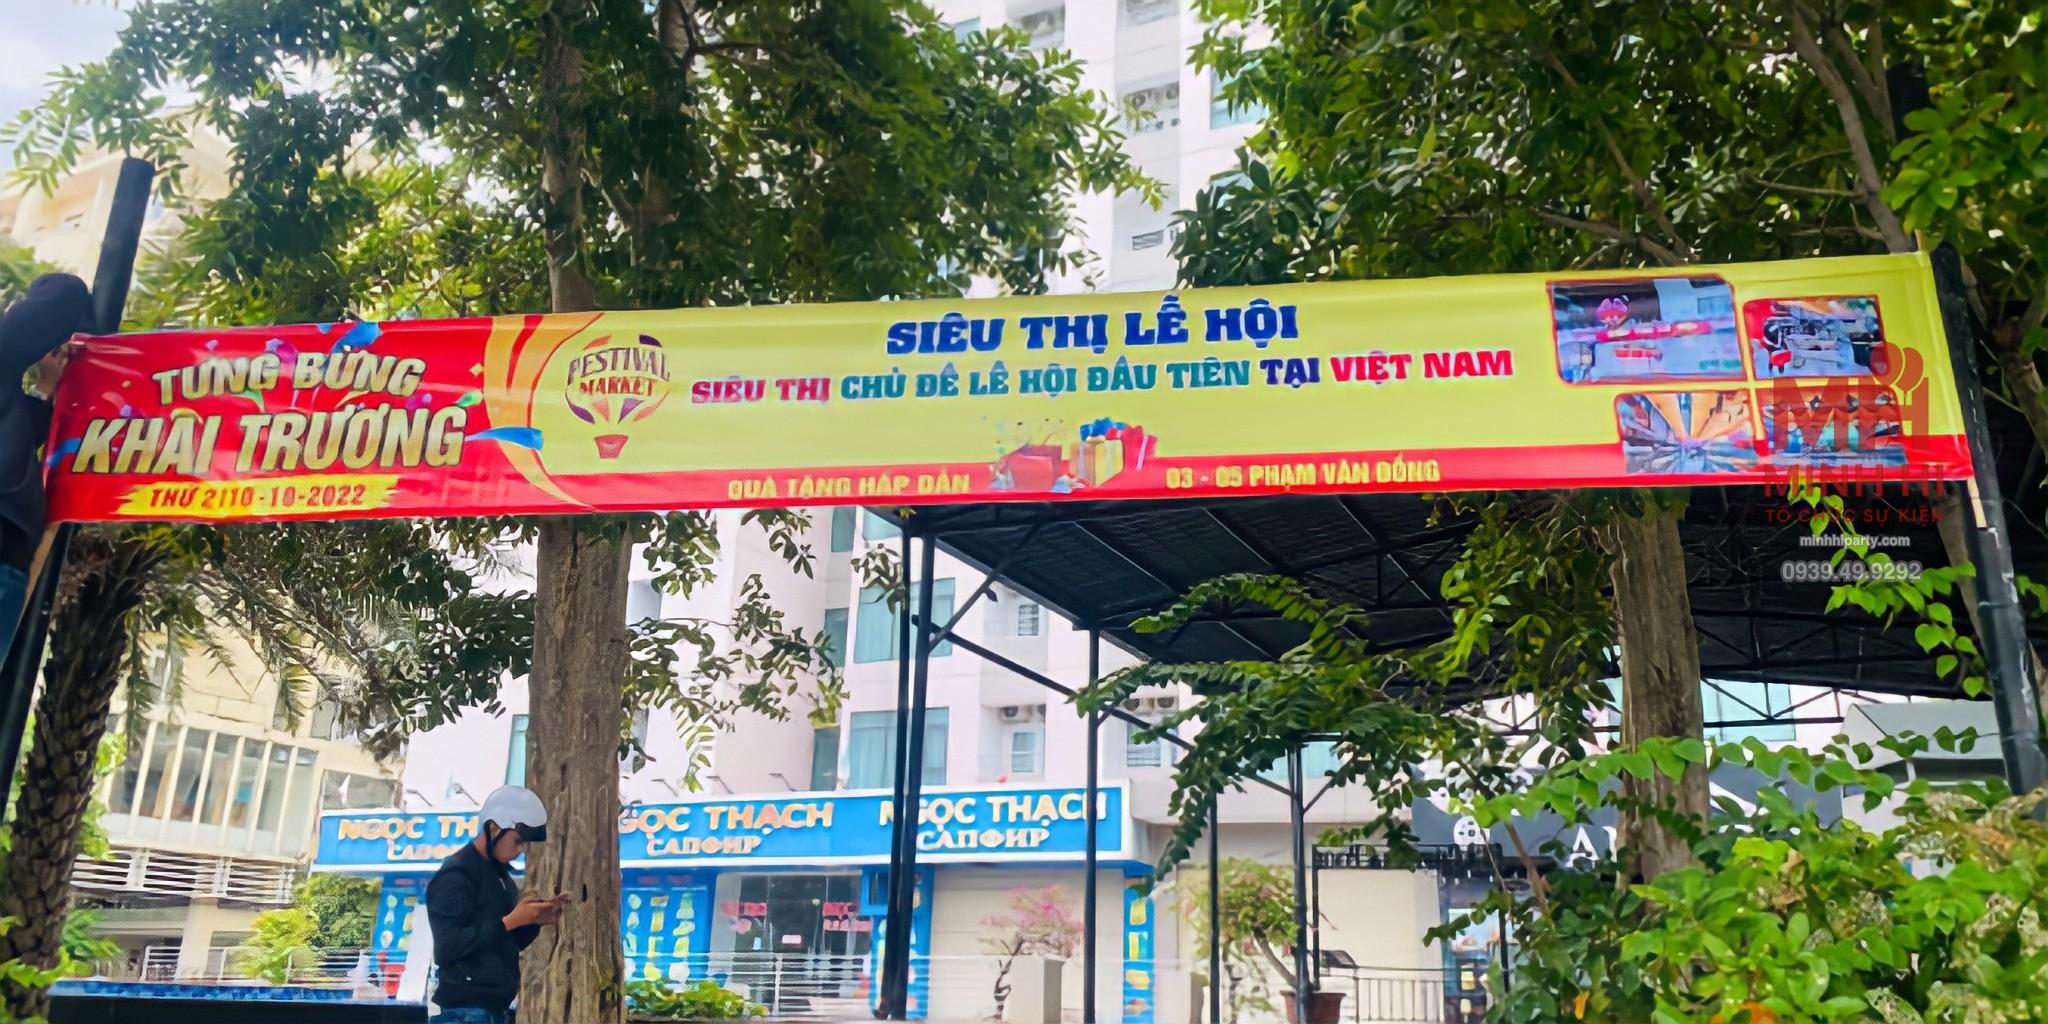 TƯNG BỪNG
KHAI TRƯƠNG
THỨ 2|10-10-2022
FESTIVAL
MARKET
SIÊU THỊ LỄ HỘI
SIÊU THỊ CHỦ ĐỀ LỄ HỘI ĐẦU TIÊN TẠI VIỆT NAM
QUÀ TẶNG HẤP DẪN
03 - 05 PHẠM VĂN ĐỒNG
MINH HI
TỔ CHỨC SỰ KIỆN
minhhiparty.com
0939.49.9292
NGỌC THẠCH NGỌC THẠCH
САПФИР САПФИР САПФИР